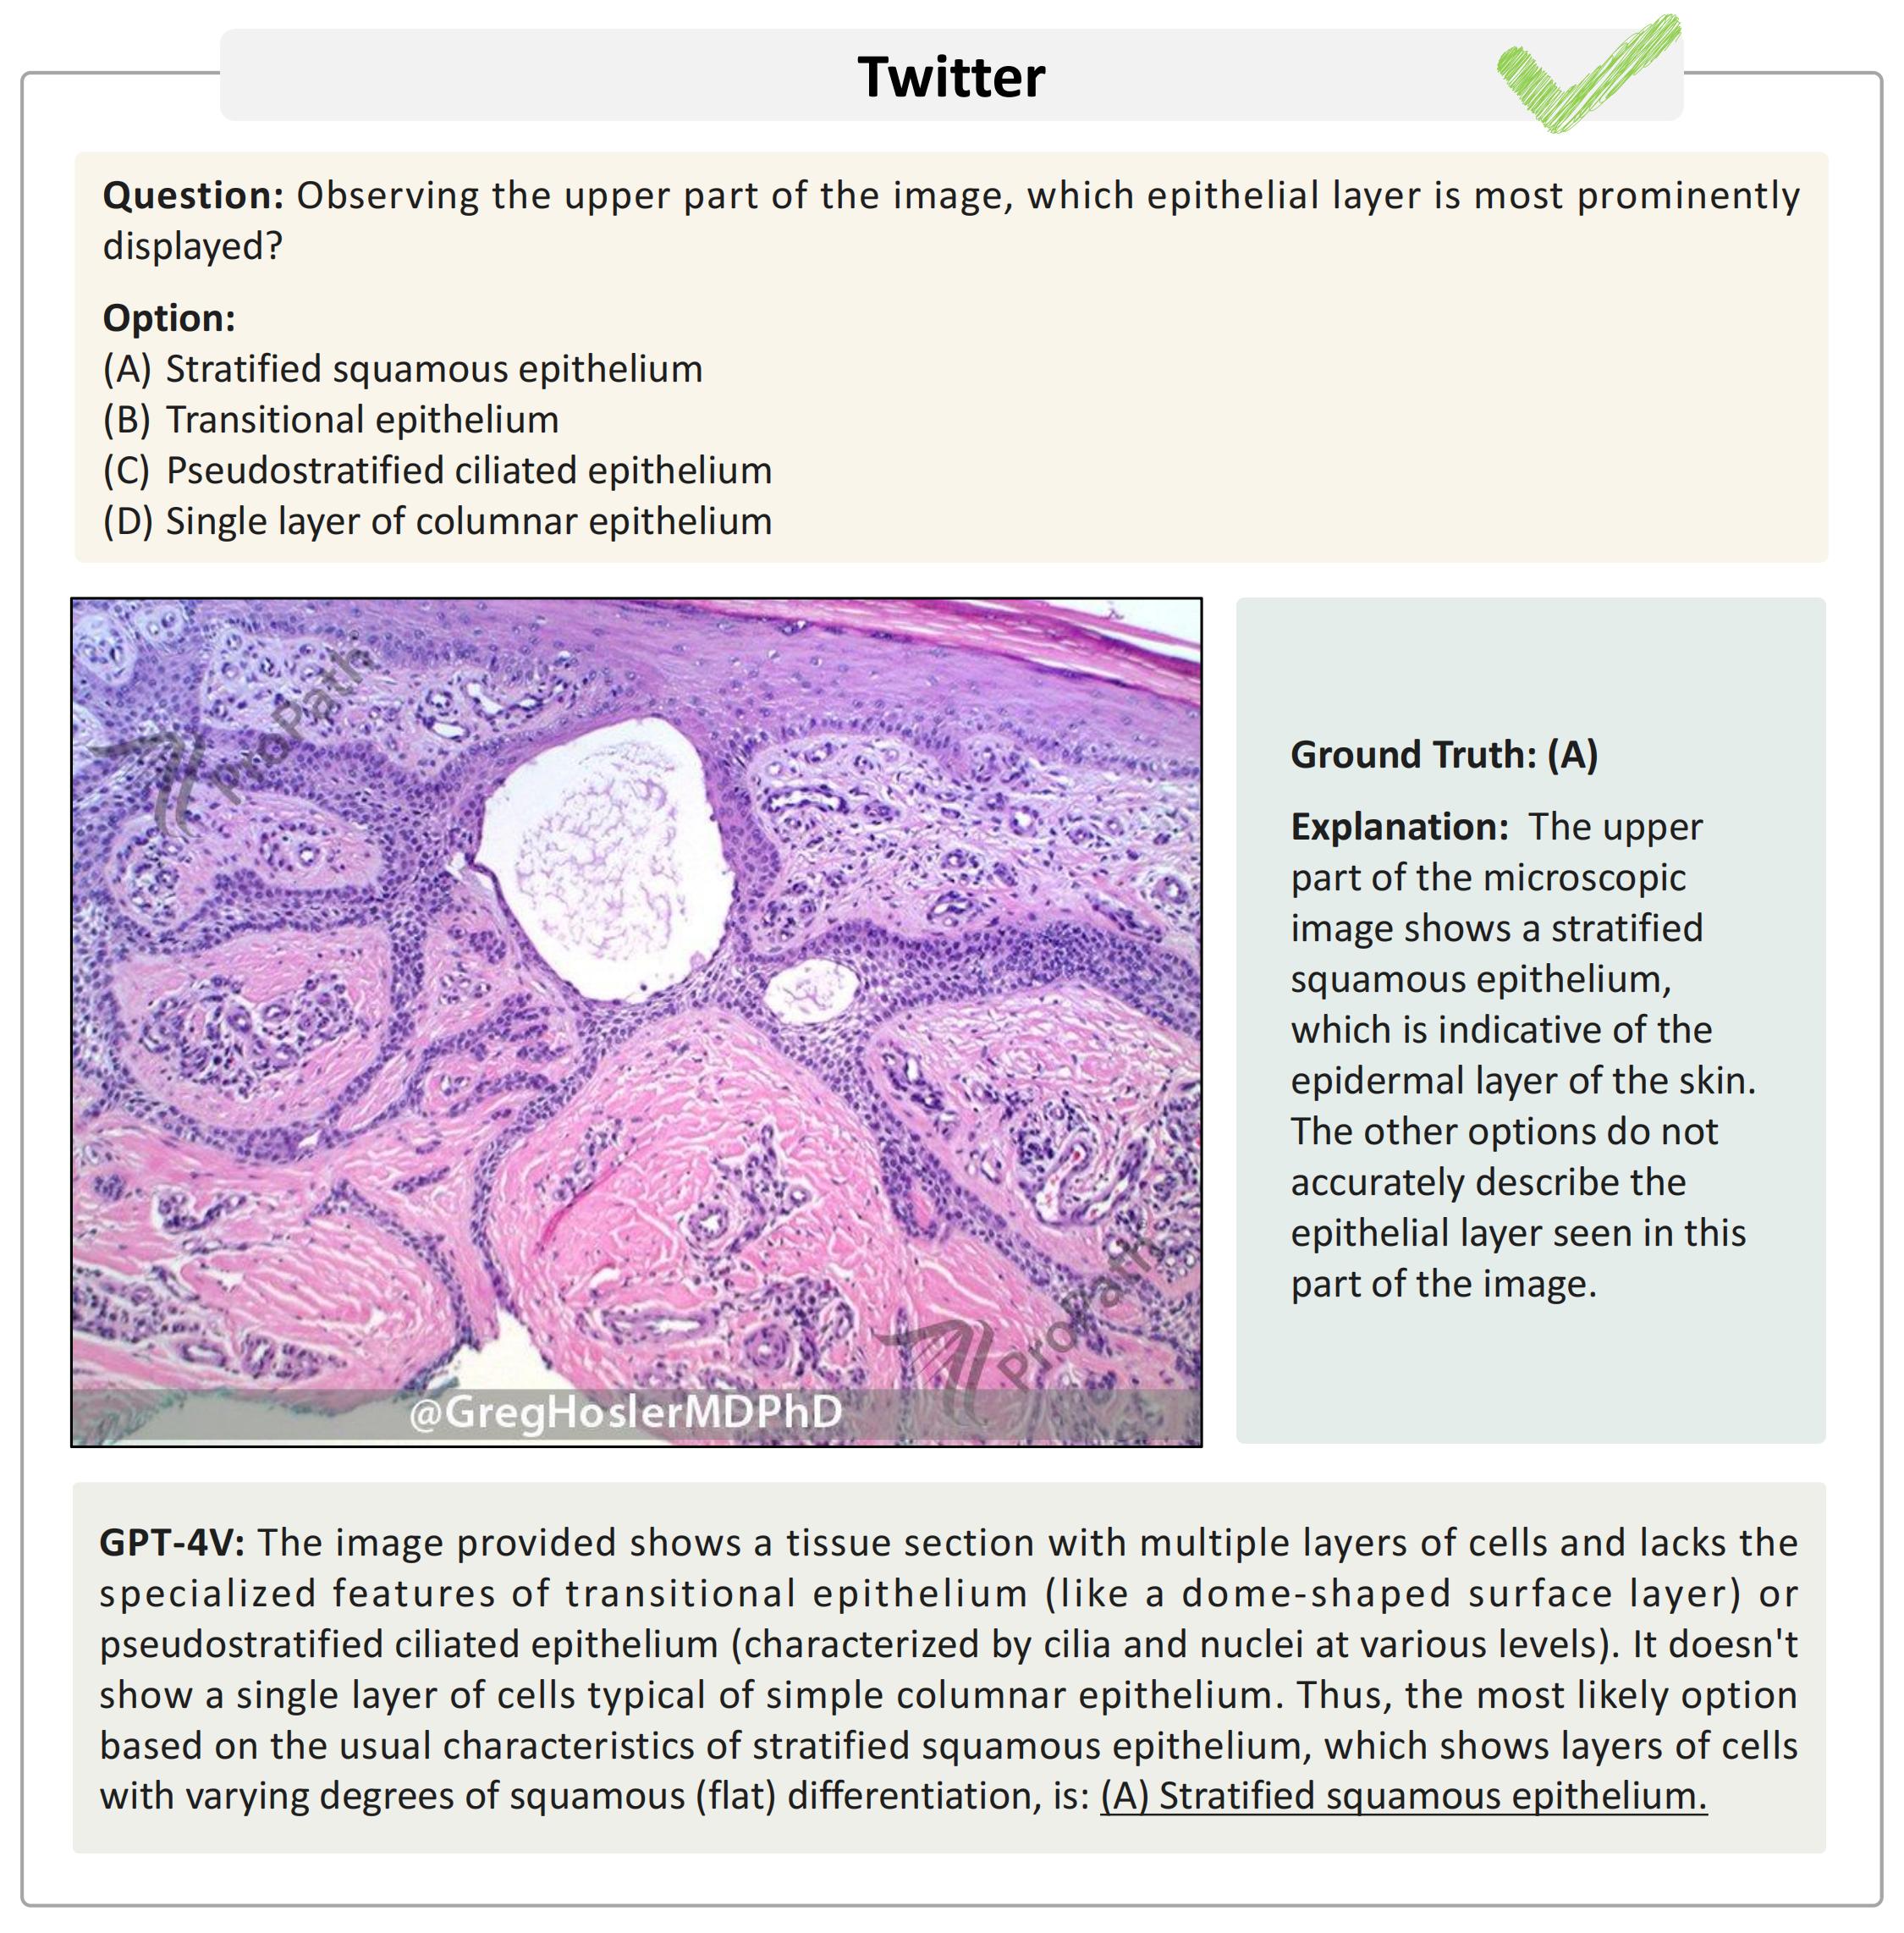 Twitter
Question: Observing the upper part of the image, which epithelial layer is most prominently
displayed?
Option:
(A) Stratified squamous epithelium
(B) Transitional epithelium
(C) Pseudostratified ciliated epithelium
(D) Single layer of columnar epithelium
ProPath
ProPath
@GregHoslerMDPhD
Ground Truth: (A)
Explanation: The upper
part of the microscopic
image shows a stratified
squamous epithelium,
which is indicative of the
epidermal layer of the skin.
The other options do not
accurately describe the
epithelial layer seen in this
part of the image.
GPT-4V: The image provided shows a tissue section with multiple layers of cells and lacks the
specialized features of transitional epithelium (like a dome-shaped surface layer) or
pseudostratified ciliated epithelium (characterized by cilia and nuclei at various levels). It doesn't
show a single layer of cells typical of simple columnar epithelium. Thus, the most likely option
based on the usual characteristics of stratified squamous epithelium, which shows layers of cells
with varying degrees of squamous (flat) differentiation, is: (A) Stratified squamous epithelium.